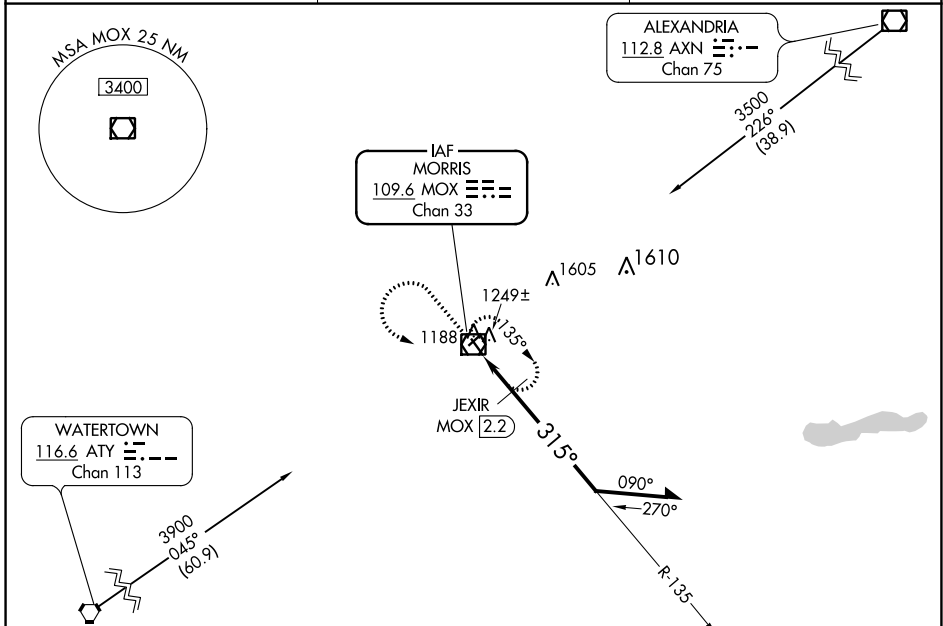 MSA MOX 25 NM
3400
ALEXANDRIA
112.8 AXN
Chan 75
3500
226°
(38.9)
IAF
MORRIS
109.6 MOX
Chan 33
1605
1610
1249±
1188
135°
JEXIR
MOX 2.2
315°
090°
270°
R-135
WATERTOWN
116.6 ATY
Chan 113
3900
045°
(60.9)